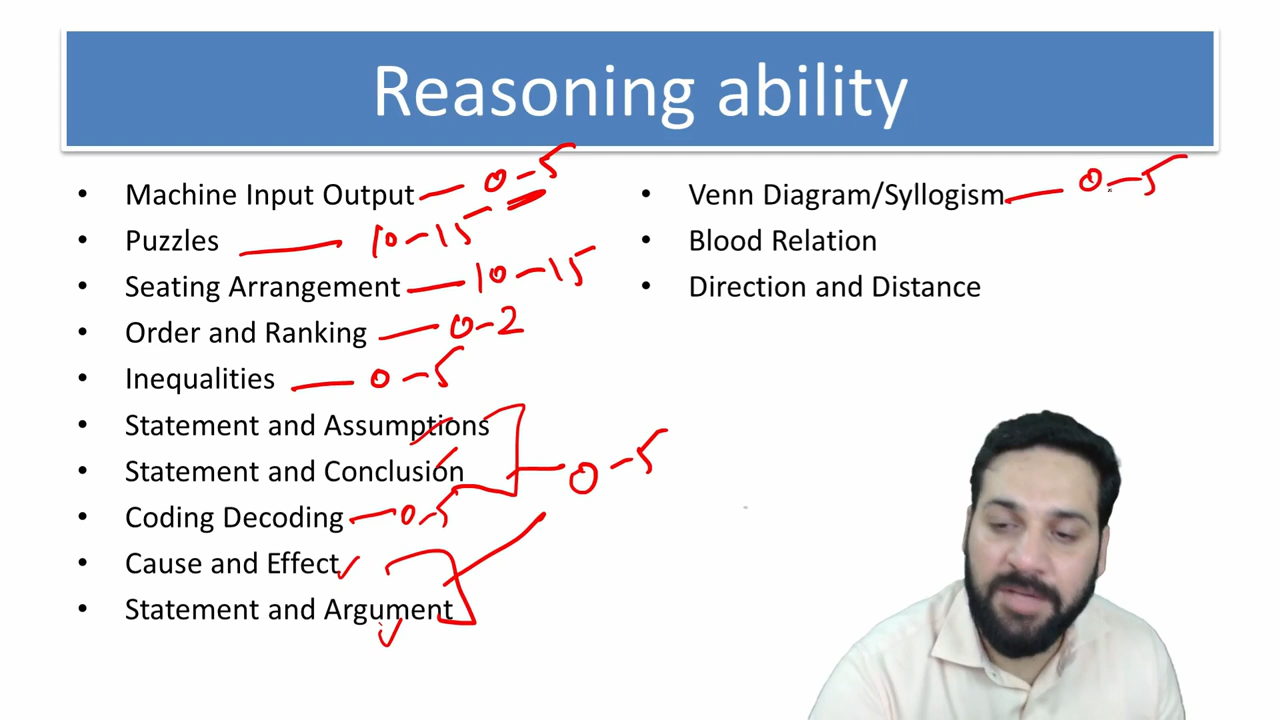 Reasoning ability
• Machine Input Output — 0-5
• Puzzles — 10-15
• Seating Arrangement — 10-15
• Order and Ranking — 0-2
• Inequalities — 0-5
• Statement and Assumptions
• Statement and Conclusion
0-5
• Coding Decoding — 0-5
• Cause and Effect ✓
• Statement and Argument ✓
• Venn Diagram/Syllogism — 0-5
• Blood Relation
• Direction and Distance